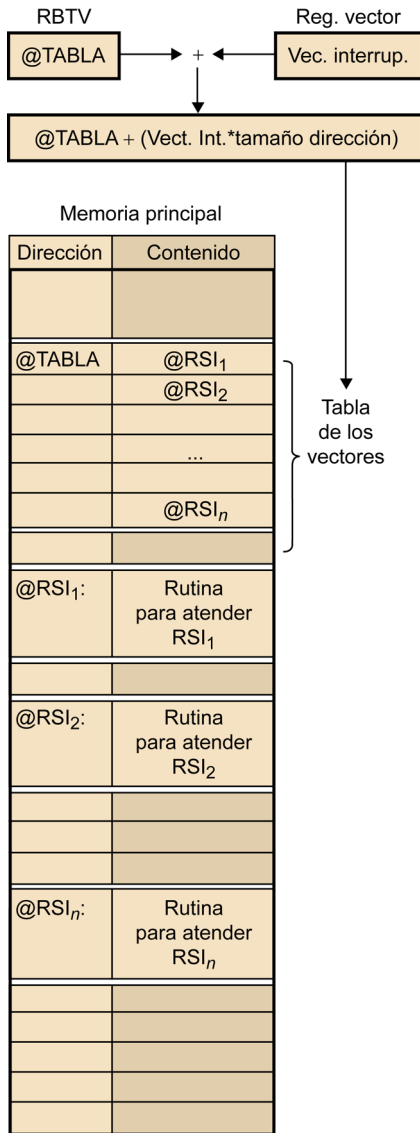 RBTV
Reg. vector
@TABLA
+
Vec. interrup.
@TABLA + (Vect. Int.*tamaño dirección)
Memoria principal
Dirección
Contenido
@TABLA
@RSI1
@RSI2
...
@RSIn
Tabla
de los
vectores
@RSI1:
Rutina
para atender
RSI1
@RSI2:
Rutina
para atender
RSI2
@RSIn:
Rutina
para atender
RSIn